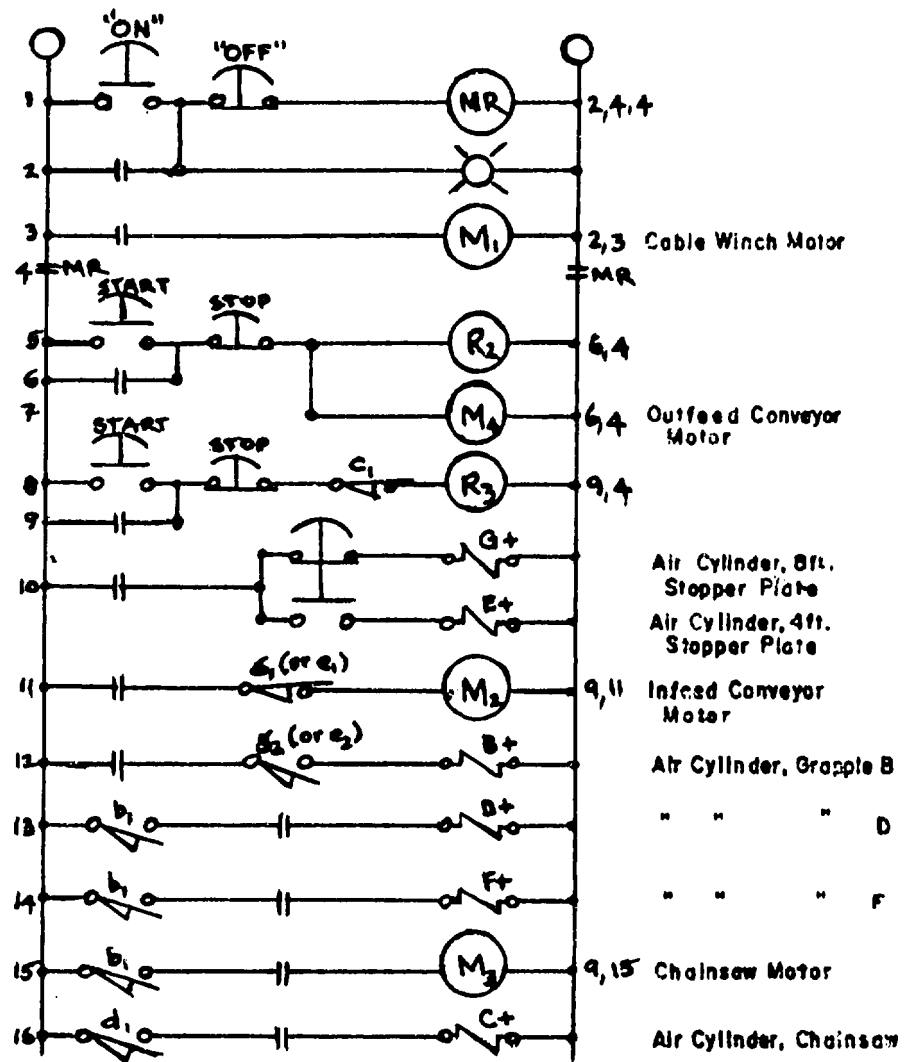 "ON"
"OFF"
1 MR 2,4,4
2
3 M1 2,3 Cable Winch Motor
4 MR MR
START STOP
5 R2 6,4
6
7 M4 6,4 Outfeed Conveyor
Motor
START STOP
8 C1 R3 9,4
9
G+ Air Cylinder, 8ft.
Stopper Plate
10
E+ Air Cylinder, 4ft.
Stopper Plate
11 g1 (or e1) M2 9,11 Infeed Conveyor
Motor
12 g2 (or e2) B+ Air Cylinder, Grapple B
13 b1 D+ " " " D
14 b1 F+ " " " F
15 b1 M3 9,15 Chainsaw Motor
16 d1 C+ Air Cylinder, Chainsaw